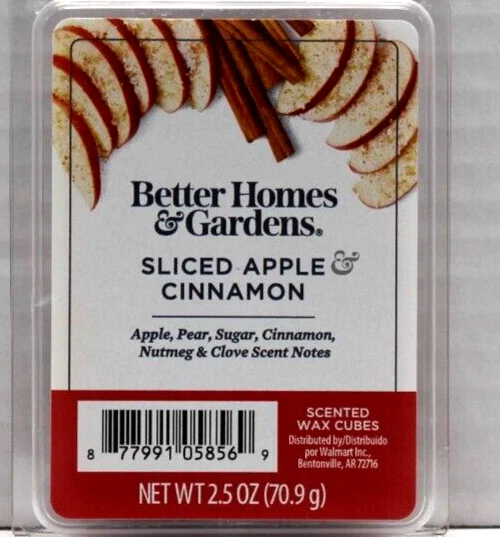 Better Homes
&Gardens®
SLICED APPLE &
CINNAMON
Apple, Pear, Sugar, Cinnamon,
Nutmeg & Clove Scent Notes
8 77991 05856 9
SCENTED
WAX CUBES
Distributed by/Distribuido
por Walmart Inc.,
Bentonville, AR 72716
NET WT 2.5 OZ (70.9 g)